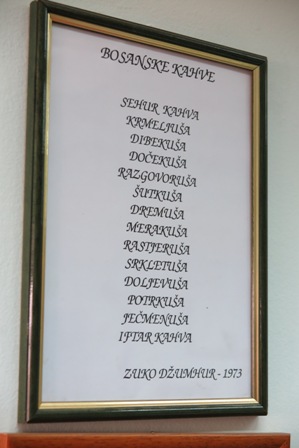 BOSANSKE KAHVE
SEHUR KAHVA
KRMELJUŠA
DIBEKUŠA
DOČEKUŠA
RAZGOVORUŠA
ŠUTKUŠA
DREMUŠA
MERAKUŠA
RASTJERUŠA
SRKLETUŠA
DOLJEVUŠA
POTRKUŠA
JEČMENUŠA
IFTAR KAHVA
ZUKO DŽUMHUR - 1973